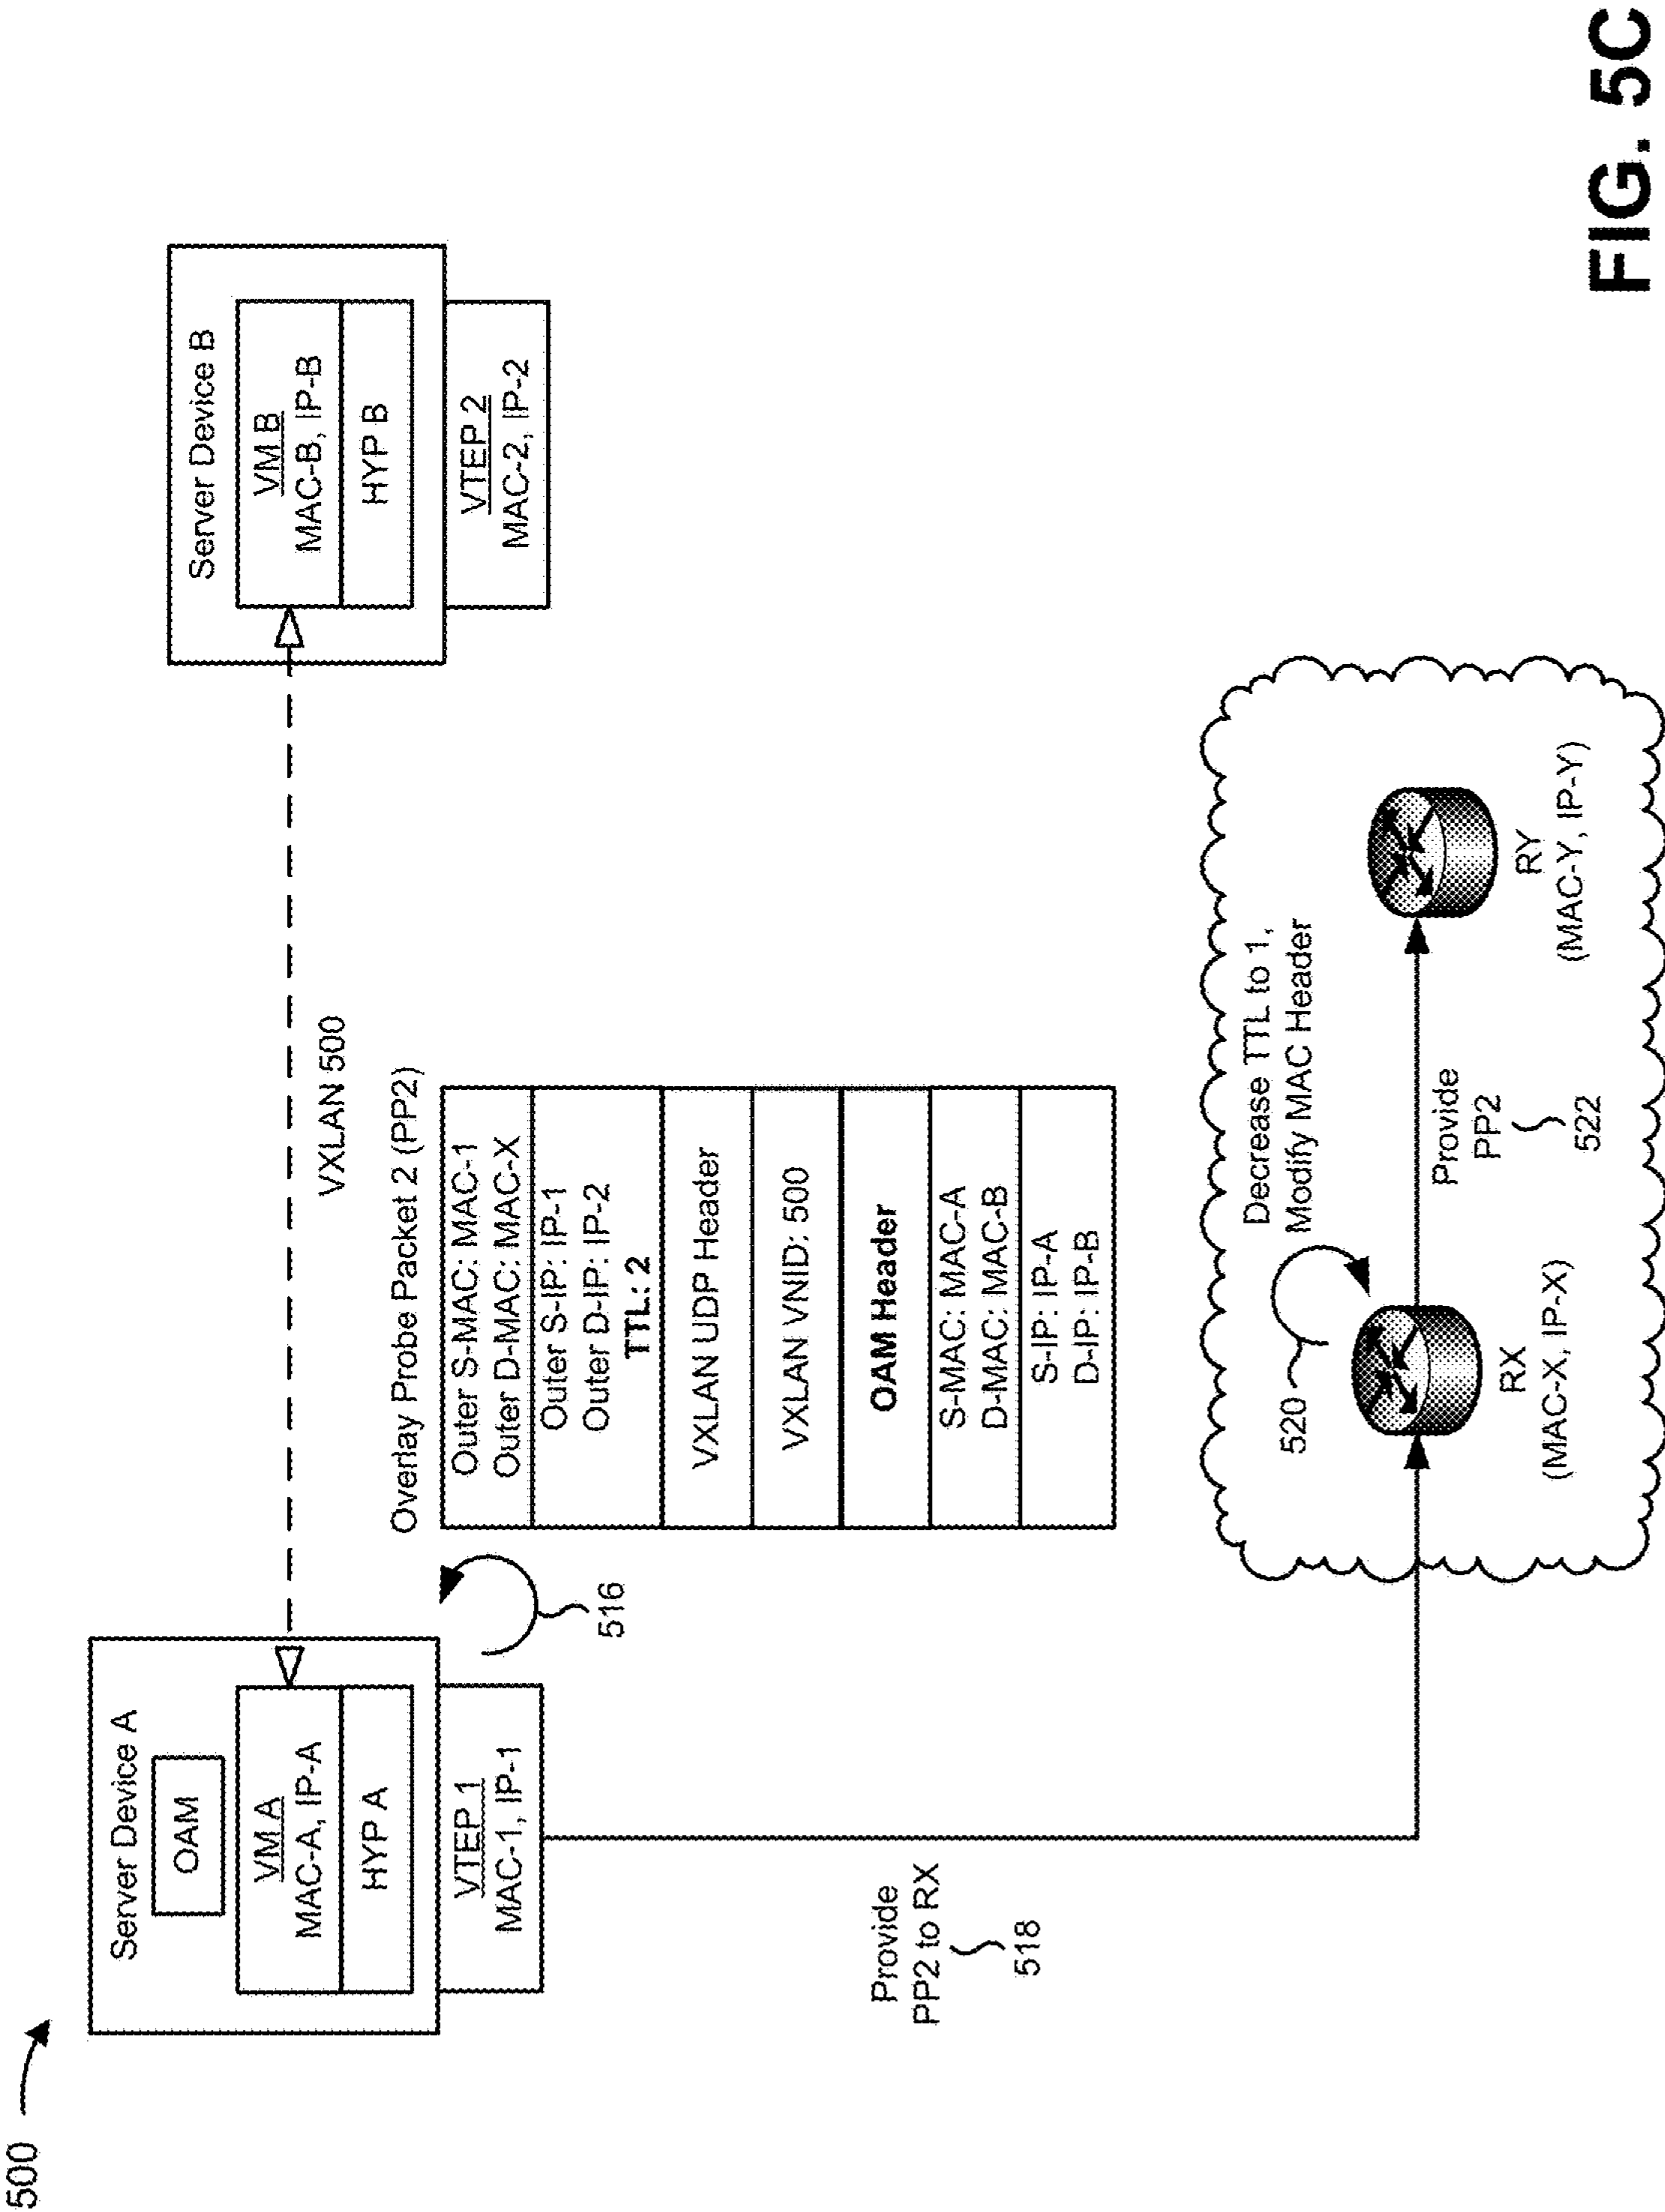 500
Server Device A
OAM
VM A
MAC-A, IP-A
HYP A
VTEP 1
MAC-1, IP-1
516
VXLAN 500
Server Device B
VM B
MAC-B, IP-B
HYP B
VTEP 2
MAC-2, IP-2
Overlay Probe Packet 2 (PP2)
Outer S-MAC: MAC-1
Outer D-MAC: MAC-X
Outer S-IP: IP-1
Outer D-IP: IP-2
TTL: 2
VXLAN UDP Header
VXLAN VNID: 500
OAM Header
S-MAC: MAC-A
D-MAC: MAC-B
S-IP: IP-A
D-IP: IP-B
Provide
PP2 to RX
518
520
Decrease TTL to 1,
Modify MAC Header
RX
(MAC-X, IP-X)
Provide
PP2
522
RY
(MAC-Y, IP-Y)
FIG. 5C